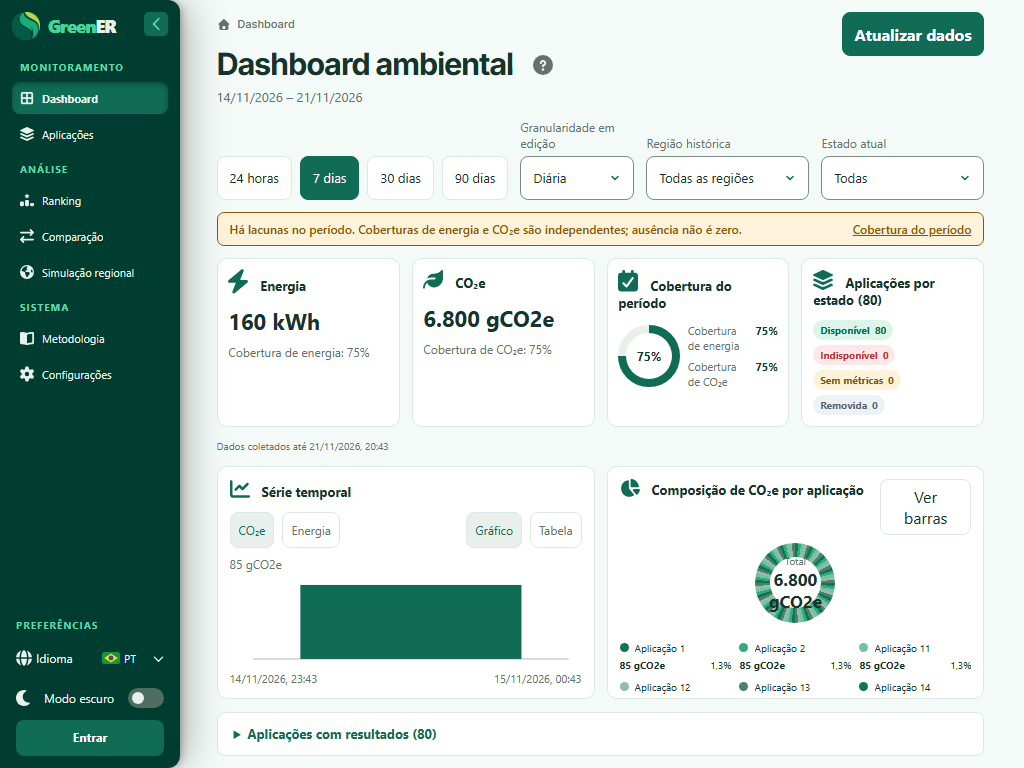 GreenER
MONITORAMENTO
Dashboard
Aplicações
ANÁLISE
Ranking
Comparação
Simulação regional
SISTEMA
Metodologia
Configurações
PREFERÊNCIAS
Idioma PT
Modo escuro
Entrar
Dashboard
Atualizar dados
Dashboard ambiental ?
14/11/2026 – 21/11/2026
24 horas
7 dias
30 dias
90 dias
Granularidade em
edição
Diária
Região histórica
Todas as regiões
Estado atual
Todas
Há lacunas no período. Coberturas de energia e CO₂e são independentes; ausência não é zero. Cobertura do período
Energia
160 kWh
Cobertura de energia: 75%
CO₂e
6.800 gCO2e
Cobertura de CO₂e: 75%
Cobertura do
período
75%
Cobertura 75%
de energia
Cobertura 75%
de CO₂e
Aplicações por
estado (80)
Disponível 80
Indisponível 0
Sem métricas 0
Removida 0
Dados coletados até 21/11/2026, 20:43
Série temporal
CO₂e Energia Gráfico Tabela
85 gCO2e
14/11/2026, 23:43 15/11/2026, 00:43
Composição de CO₂e por aplicação
Ver
barras
Total
6.800
gCO2e
Aplicação 1 Aplicação 2 Aplicação 11
85 gCO2e 1,3% 85 gCO2e 1,3% 85 gCO2e 1,3%
Aplicação 12 Aplicação 13 Aplicação 14
Aplicações com resultados (80)